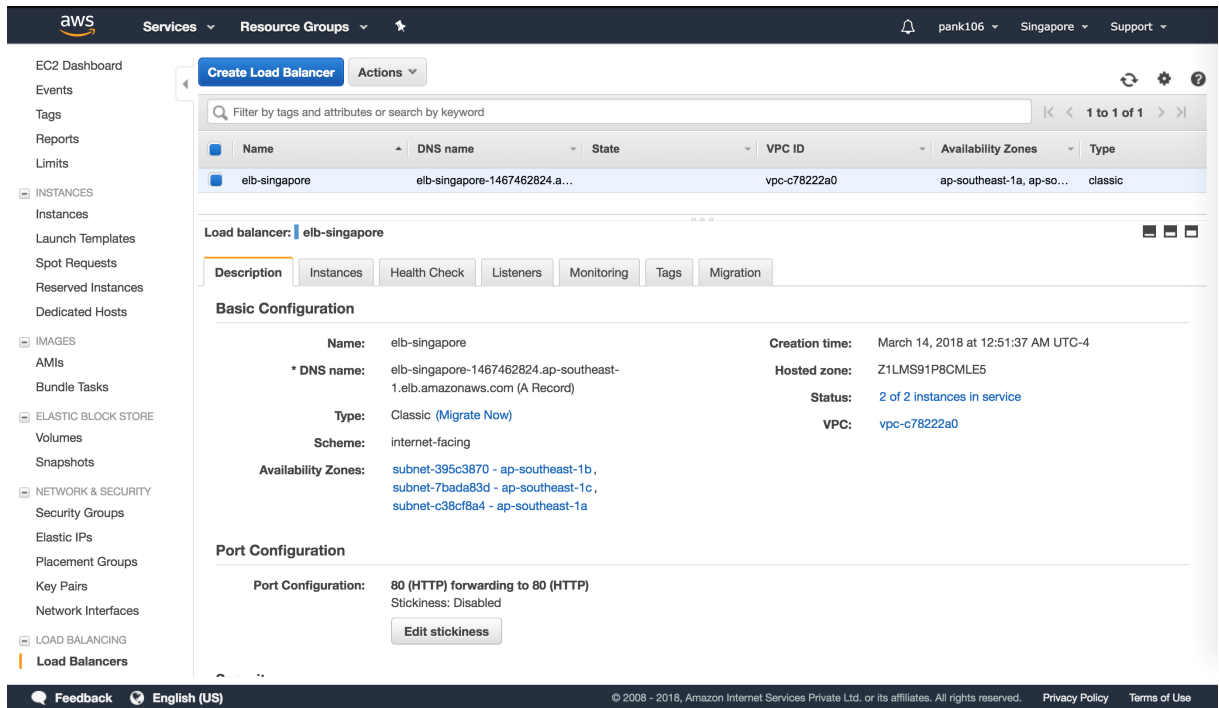 aws Services Resource Groups pank106 Singapore Support
EC2 Dashboard
Events
Tags
Reports
Limits
INSTANCES
Instances
Launch Templates
Spot Requests
Reserved Instances
Dedicated Hosts
IMAGES
AMIs
Bundle Tasks
ELASTIC BLOCK STORE
Volumes
Snapshots
NETWORK & SECURITY
Security Groups
Elastic IPs
Placement Groups
Key Pairs
Network Interfaces
LOAD BALANCING
Load Balancers
Create Load Balancer Actions
Filter by tags and attributes or search by keyword 1 to 1 of 1
Name DNS name State VPC ID Availability Zones Type
elb-singapore elb-singapore-1467462824.a... vpc-c78222a0 ap-southeast-1a, ap-so... classic
Load balancer: elb-singapore
Description Instances Health Check Listeners Monitoring Tags Migration
Basic Configuration
Name: elb-singapore
* DNS name: elb-singapore-1467462824.ap-southeast-
1.elb.amazonaws.com (A Record)
Type: Classic (Migrate Now)
Scheme: internet-facing
Availability Zones: subnet-395c3870 - ap-southeast-1b,
subnet-7bada83d - ap-southeast-1c,
subnet-c38cf8a4 - ap-southeast-1a
Creation time: March 14, 2018 at 12:51:37 AM UTC-4
Hosted zone: Z1LMS91P8CMLE5
Status: 2 of 2 instances in service
VPC: vpc-c78222a0
Port Configuration
Port Configuration: 80 (HTTP) forwarding to 80 (HTTP)
Stickiness: Disabled
Edit stickiness
Feedback English (US) © 2008 - 2018, Amazon Internet Services Private Ltd. or its affiliates. All rights reserved. Privacy Policy Terms of Use